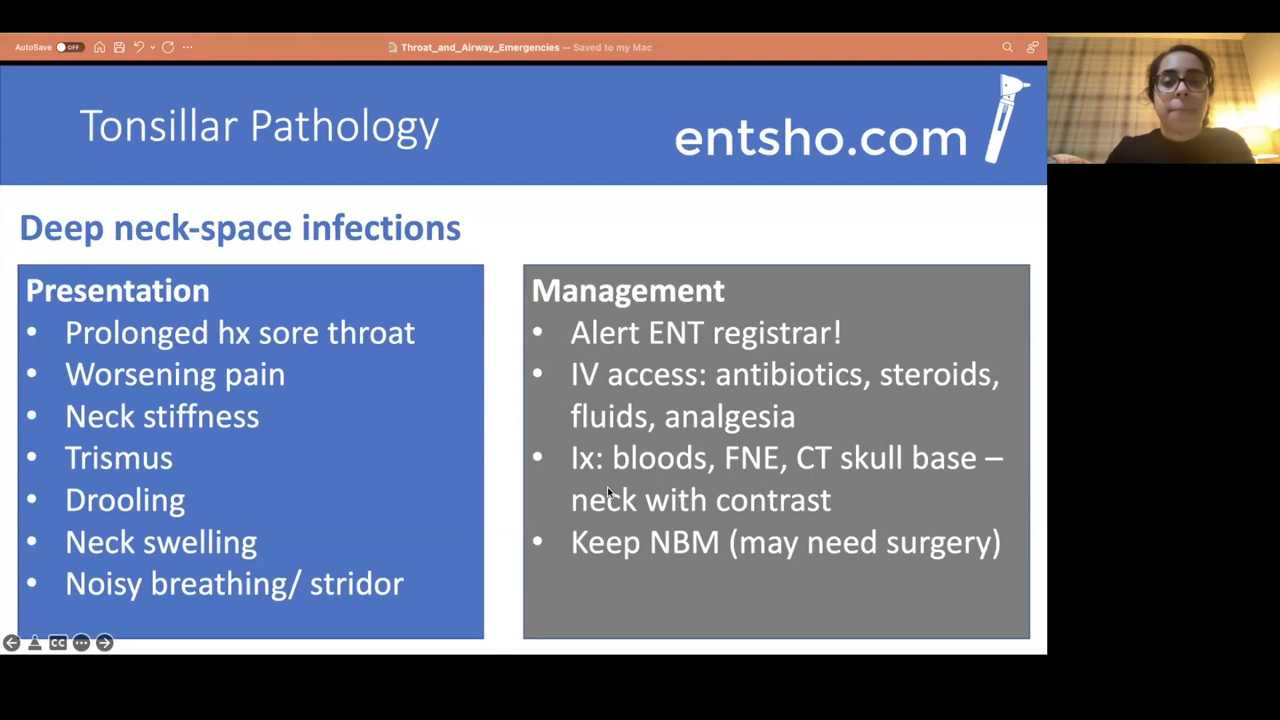 AutoSave OFF
Throat_and_Airway_Emergencies — Saved to my Mac
Tonsillar Pathology
entsho.com
Deep neck-space infections
Presentation
• Prolonged hx sore throat
• Worsening pain
• Neck stiffness
• Trismus
• Drooling
• Neck swelling
• Noisy breathing/ stridor
Management
• Alert ENT registrar!
• IV access: antibiotics, steroids,
fluids, analgesia
• Ix: bloods, FNE, CT skull base –
neck with contrast
• Keep NBM (may need surgery)
CC